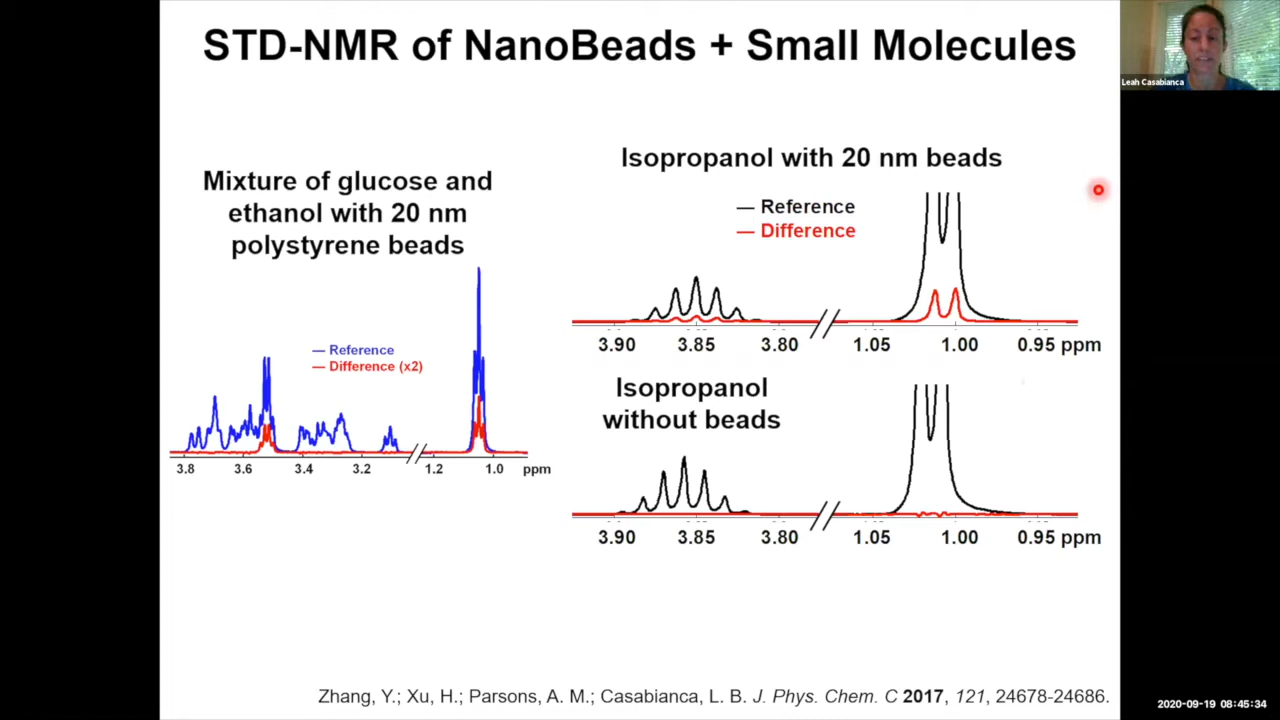 STD-NMR of NanoBeads + Small Molecules
Leah Casabianca
Mixture of glucose and
ethanol with 20 nm
polystyrene beads
— Reference
— Difference (x2)
3.8 3.6 3.4 3.2 1.2 1.0 ppm
Isopropanol with 20 nm beads
— Reference
— Difference
3.90 3.85 3.80 1.05 1.00 0.95 ppm
Isopropanol
without beads
3.90 3.85 3.80 1.05 1.00 0.95 ppm
Zhang, Y.; Xu, H.; Parsons, A. M.; Casabianca, L. B. J. Phys. Chem. C 2017, 121, 24678-24686.
2020-09-19 08:45:34